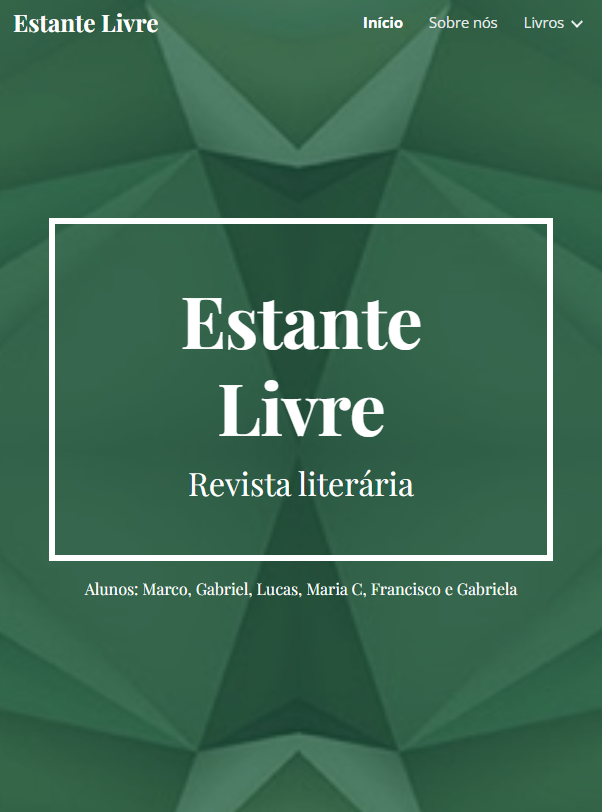 Estante Livre
Início
Sobre nós
Livros
Estante
Livre
Revista literária
Alunos: Marco, Gabriel, Lucas, Maria C, Francisco e Gabriela